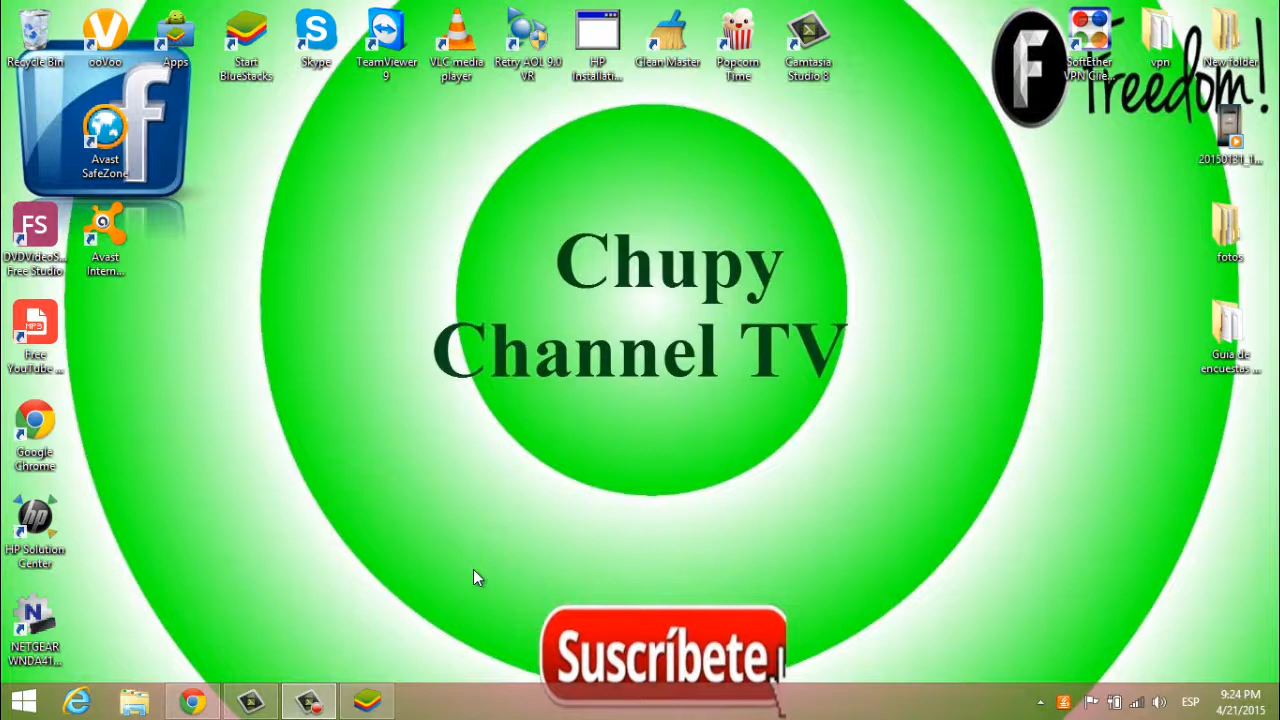 Recycle Bin
ooVoo
Apps
Start
BlueStacks
Skype
TeamViewer
9
VLC media
player
Retry AOL 9.0
VR
HP
Installati...
Clean Master
Popcorn
Time
Camtasia
Studio 8
SoftEther
VPN Clie...
vpn
New folder
Freedom!
20150131_1...
Avast
SafeZone
FS
DVDVideoS...
Free Studio
Avast
Intern...
fotos
Chupy
Channel TV
MP3
Free
YouTube ...
Guia de
encuestas ...
Google
Chrome
hp
HP Solution
Center
N
NETGEAR
WNDA41...
Suscríbete
ESP
9:24 PM
4/21/2015